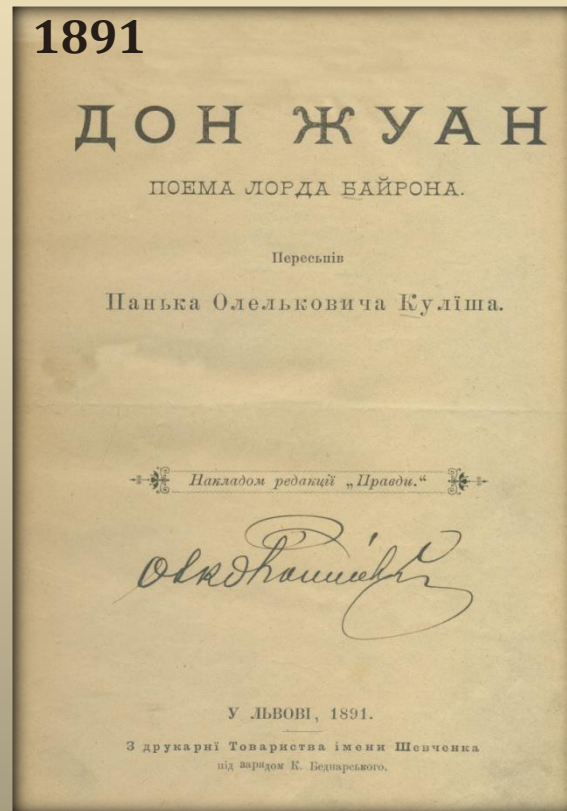 1891
ДОН ЖУАН
ПОЕМА ЛОРДА БАЙРОНА.
Пересьпів
Панька Олельковича Куліша.
Накладом редакциї „Правди.“
У ЛЬВОВІ, 1891.
З друкарнї Товариства імени Шевченка
під зарядом К. Беднарського.